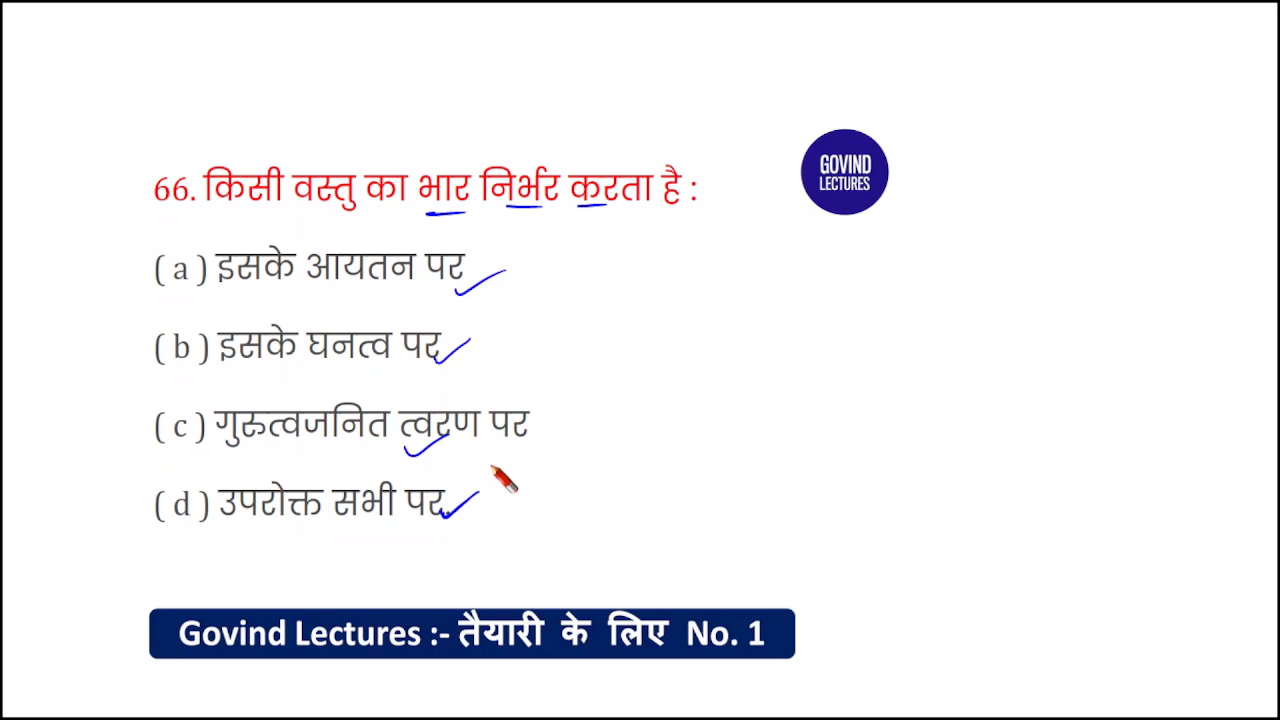 66. किसी वस्तु का भार निर्भर करता है :
GOVIND
LECTURES
( a ) इसके आयतन पर
( b ) इसके घनत्व पर
( c ) गुरुत्वजनित त्वरण पर
( d ) उपरोक्त सभी पर.
Govind Lectures :- तैयारी के लिए No. 1